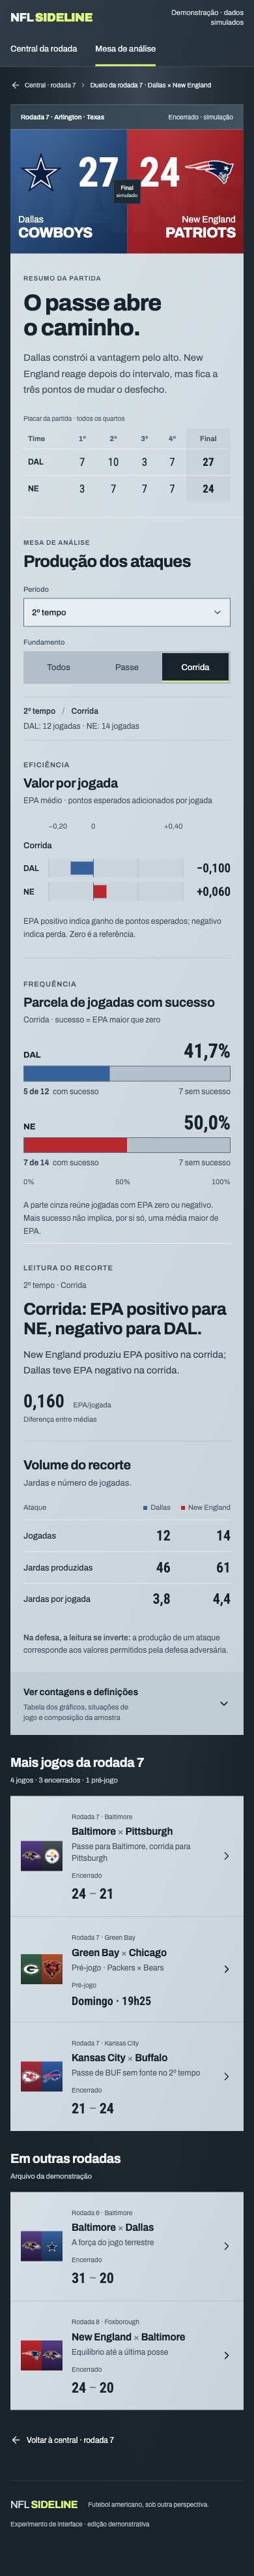 NFL SIDELINE
Demonstração · dados
simulados
Central da rodada
Mesa de análise
Central · rodada 7 › Duelo da rodada 7 · Dallas × New England
Rodada 7 · Arlington · Texas
Encerrado · simulação
27
24
Final
simulado
Dallas
COWBOYS
New England
PATRIOTS
RESUMO DA PARTIDA
O passe abre
o caminho.
Dallas constrói a vantagem pelo alto. New
England reage depois do intervalo, mas fica a
três pontos de mudar o desfecho.
Placar da partida · todos os quartos
Time 1º 2º 3º 4º Final
DAL 7 10 3 7 27
NE 3 7 7 7 24
MESA DE ANÁLISE
Produção dos ataques
Período
2º tempo
Fundamento
Todos
Passe
Corrida
2º tempo / Corrida
DAL: 12 jogadas · NE: 14 jogadas
EFICIÊNCIA
Valor por jogada
EPA médio · pontos esperados adicionados por jogada
−0,20 0 +0,40
Corrida
DAL −0,100
NE +0,060
EPA positivo indica ganho de pontos esperados; negativo
indica perda. Zero é a referência.
FREQUÊNCIA
Parcela de jogadas com sucesso
Corrida · sucesso = EPA maior que zero
DAL 41,7%
5 de 12 com sucesso 7 sem sucesso
NE 50,0%
7 de 14 com sucesso 7 sem sucesso
0% 50% 100%
A parte cinza reúne jogadas com EPA zero ou negativo.
Mais sucesso não implica, por si só, uma média maior de
EPA.
LEITURA DO RECORTE
2º tempo · Corrida
Corrida: EPA positivo para
NE, negativo para DAL.
New England produziu EPA positivo na corrida;
Dallas teve EPA negativo na corrida.
0,160 EPA/jogada
Diferença entre médias
Volume do recorte
Jardas e número de jogadas.
Ataque Dallas New England
Jogadas 12 14
Jardas produzidas 46 61
Jardas por jogada 3,8 4,4
Na defesa, a leitura se inverte: a produção de um ataque
corresponde aos valores permitidos pela defesa adversária.
Ver contagens e definições
Tabela dos gráficos, situações de
jogo e composição da amostra
Mais jogos da rodada 7
4 jogos · 3 encerrados · 1 pré-jogo
Rodada 7 · Baltimore
Baltimore × Pittsburgh
Passe para Baltimore, corrida para
Pittsburgh
Encerrado
24 – 21
Rodada 7 · Green Bay
Green Bay × Chicago
Pré-jogo · Packers × Bears
Pré-jogo
Domingo · 19h25
Rodada 7 · Kansas City
Kansas City × Buffalo
Passe de BUF sem fonte no 2º tempo
Encerrado
21 – 24
Em outras rodadas
Arquivo da demonstração
Rodada 6 · Baltimore
Baltimore × Dallas
A força do jogo terrestre
Encerrado
31 – 20
Rodada 8 · Foxborough
New England × Baltimore
Equilíbrio até a última posse
Encerrado
24 – 20
Voltar à central · rodada 7
NFL SIDELINE
Futebol americano, sob outra perspectiva.
Experimento de interface · edição demonstrativa